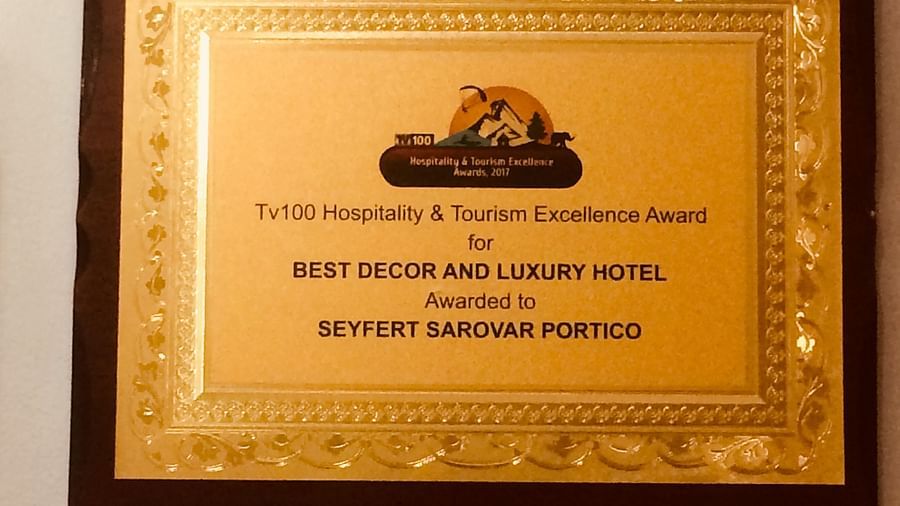 TV100
Hospitality & Tourism Excellence
Awards, 2017
Tv100 Hospitality & Tourism Excellence Award
for
BEST DECOR AND LUXURY HOTEL
Awarded to
SEYFERT SAROVAR PORTICO